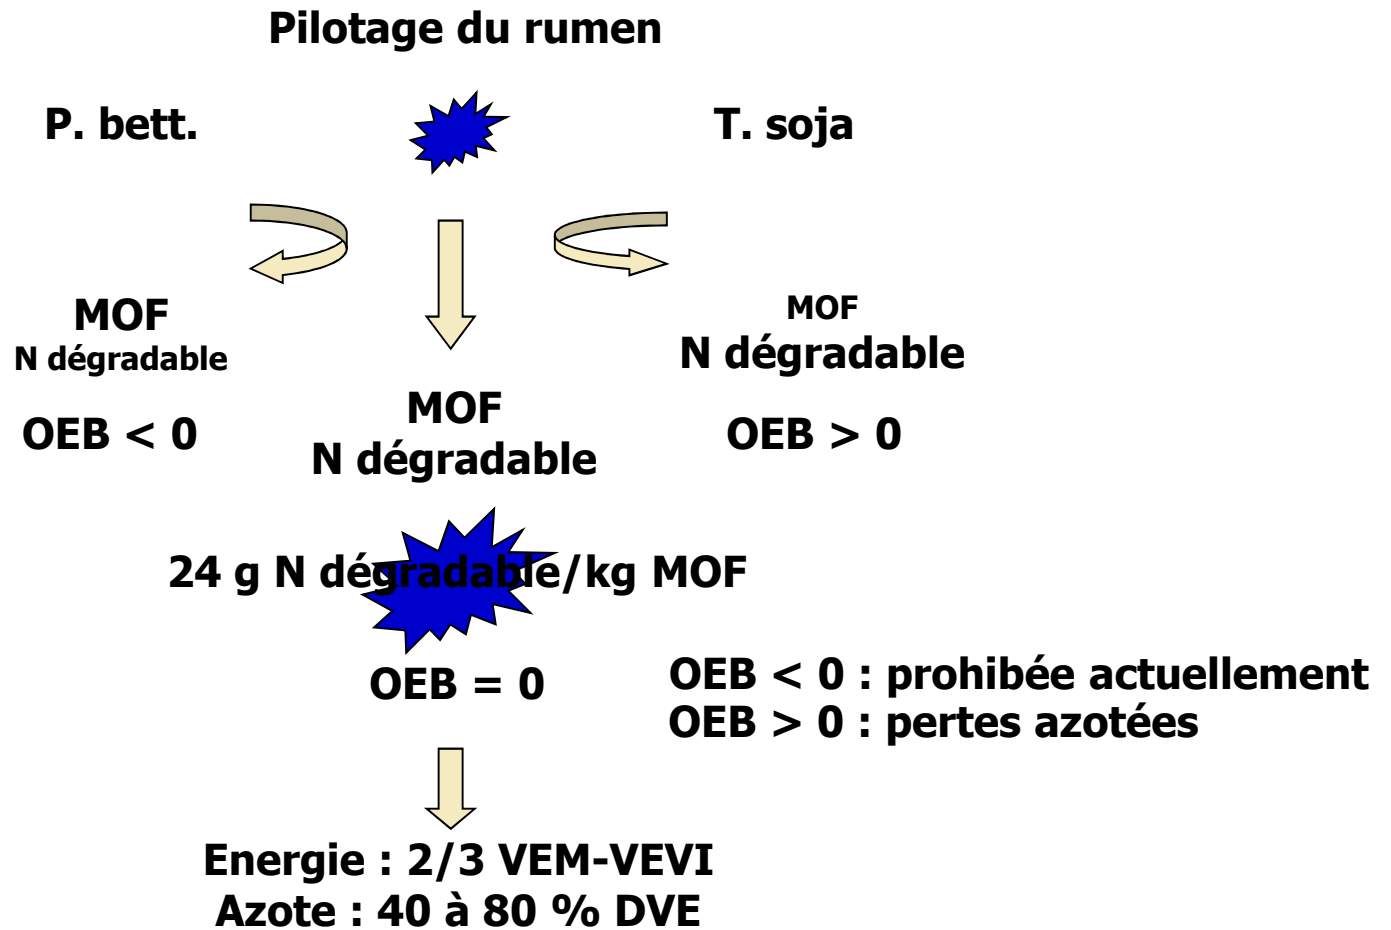 Pilotage du rumen
P. bett.
T. soja
MOF
N dégradable
OEB < 0
MOF
N dégradable
MOF
N dégradable
OEB > 0
24 g N dégradable/kg MOF
OEB = 0
OEB < 0 : prohibée actuellement
OEB > 0 : pertes azotées
Energie : 2/3 VEM-VEVI
Azote : 40 à 80 % DVE